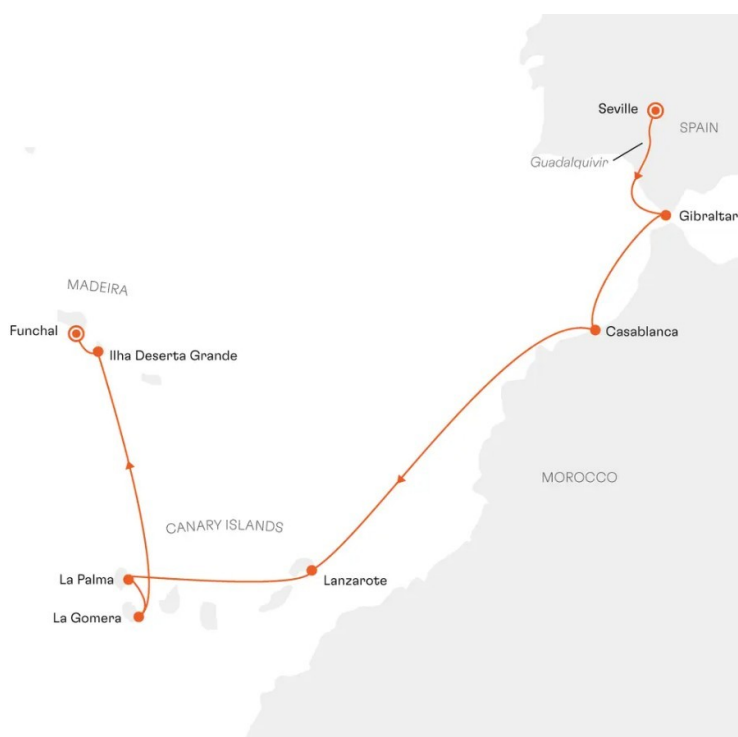 Seville
SPAIN
Guadalquivir
Gibraltar
MADEIRA
Funchal
Ilha Deserta Grande
Casablanca
MOROCCO
CANARY ISLANDS
La Palma
Lanzarote
La Gomera